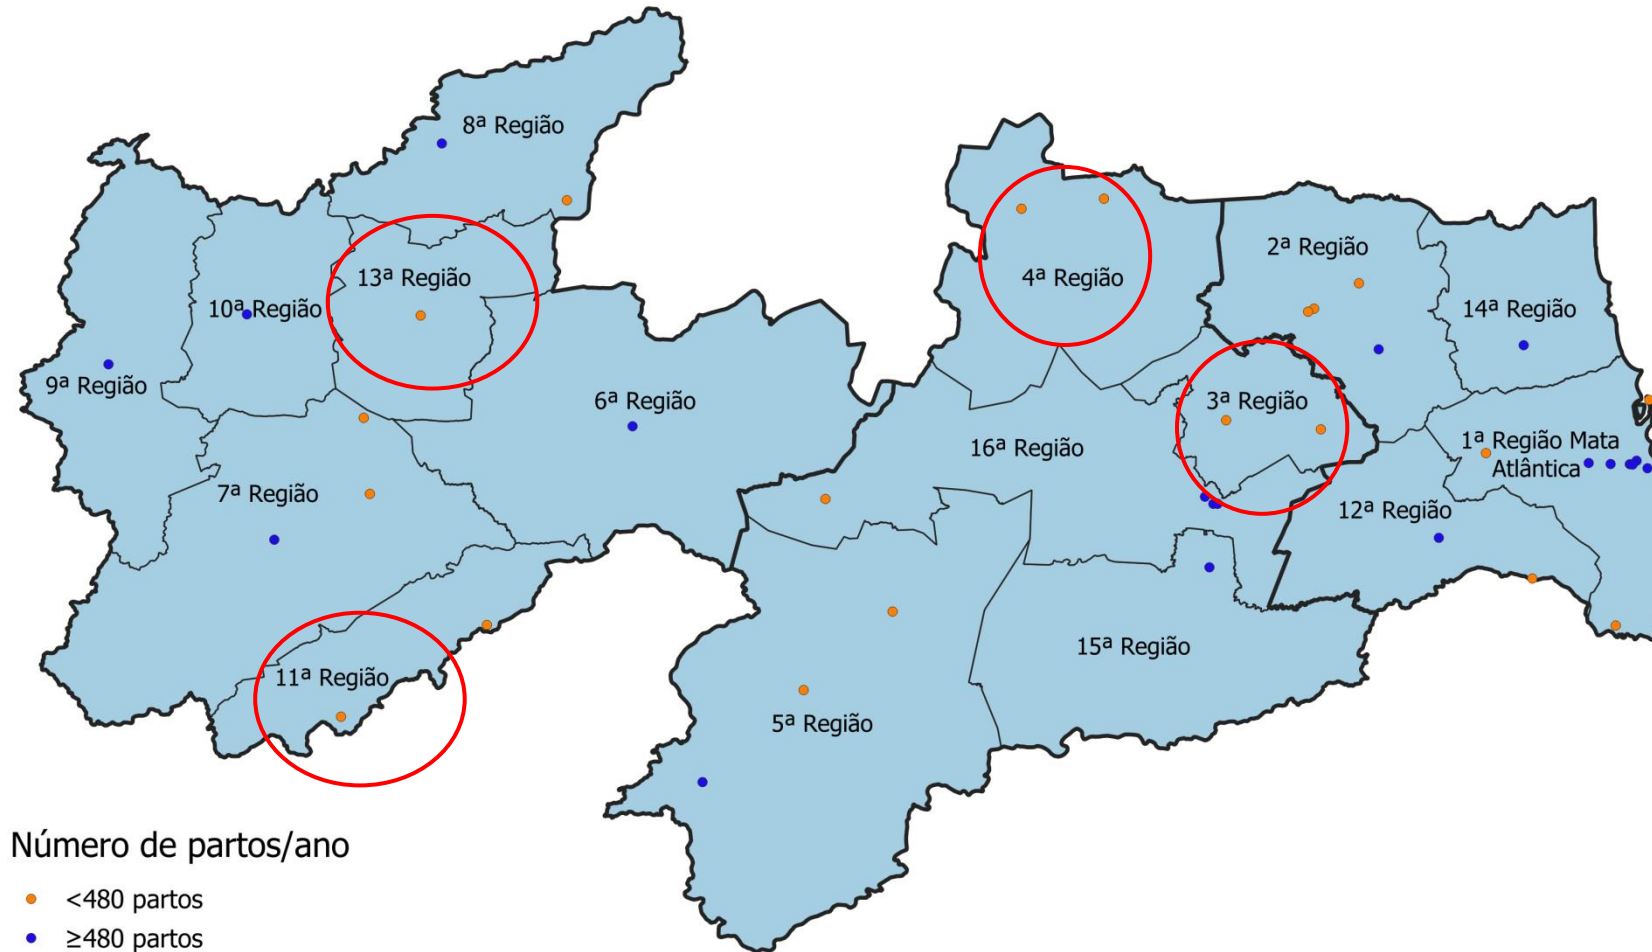 8ª Região
13ª Região
4ª Região
2ª Região
10ª Região
14ª Região
9ª Região
6ª Região
3ª Região
16ª Região
1ª Região Mata
Atlântica
7ª Região
12ª Região
11ª Região
15ª Região
5ª Região
Número de partos/ano
<480 partos
≥480 partos